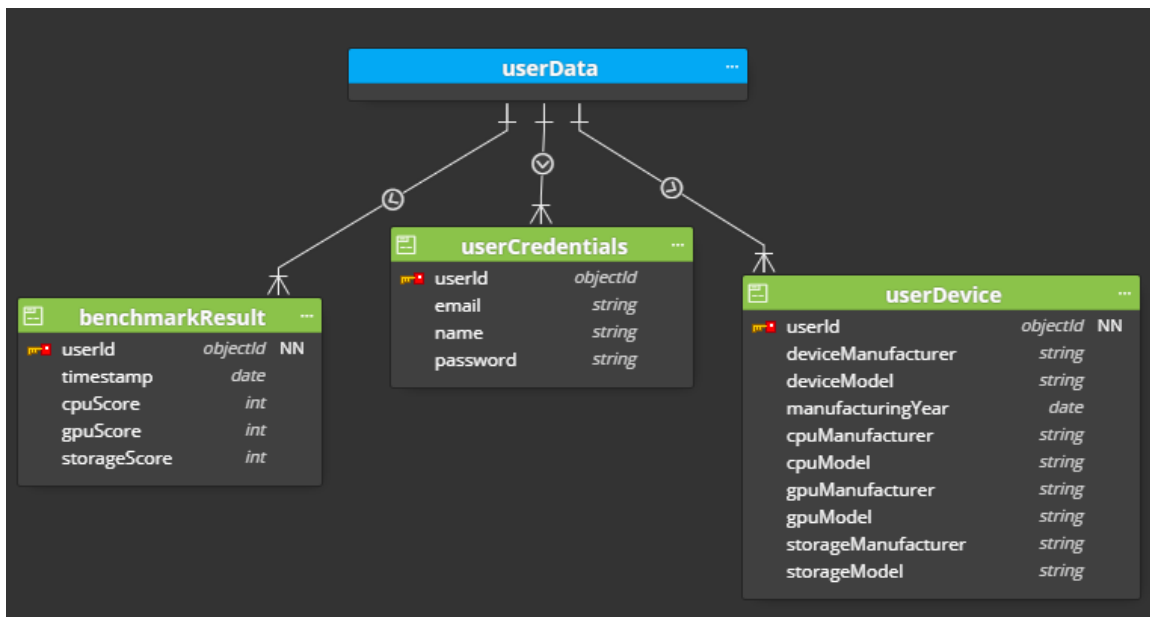 userData
benchmarkResult
userId objectId NN
timestamp date
cpuScore int
gpuScore int
storageScore int
userCredentials
userId objectId
email string
name string
password string
userDevice
userId objectId NN
deviceManufacturer string
deviceModel string
manufacturingYear date
cpuManufacturer string
cpuModel string
gpuManufacturer string
gpuModel string
storageManufacturer string
storageModel string